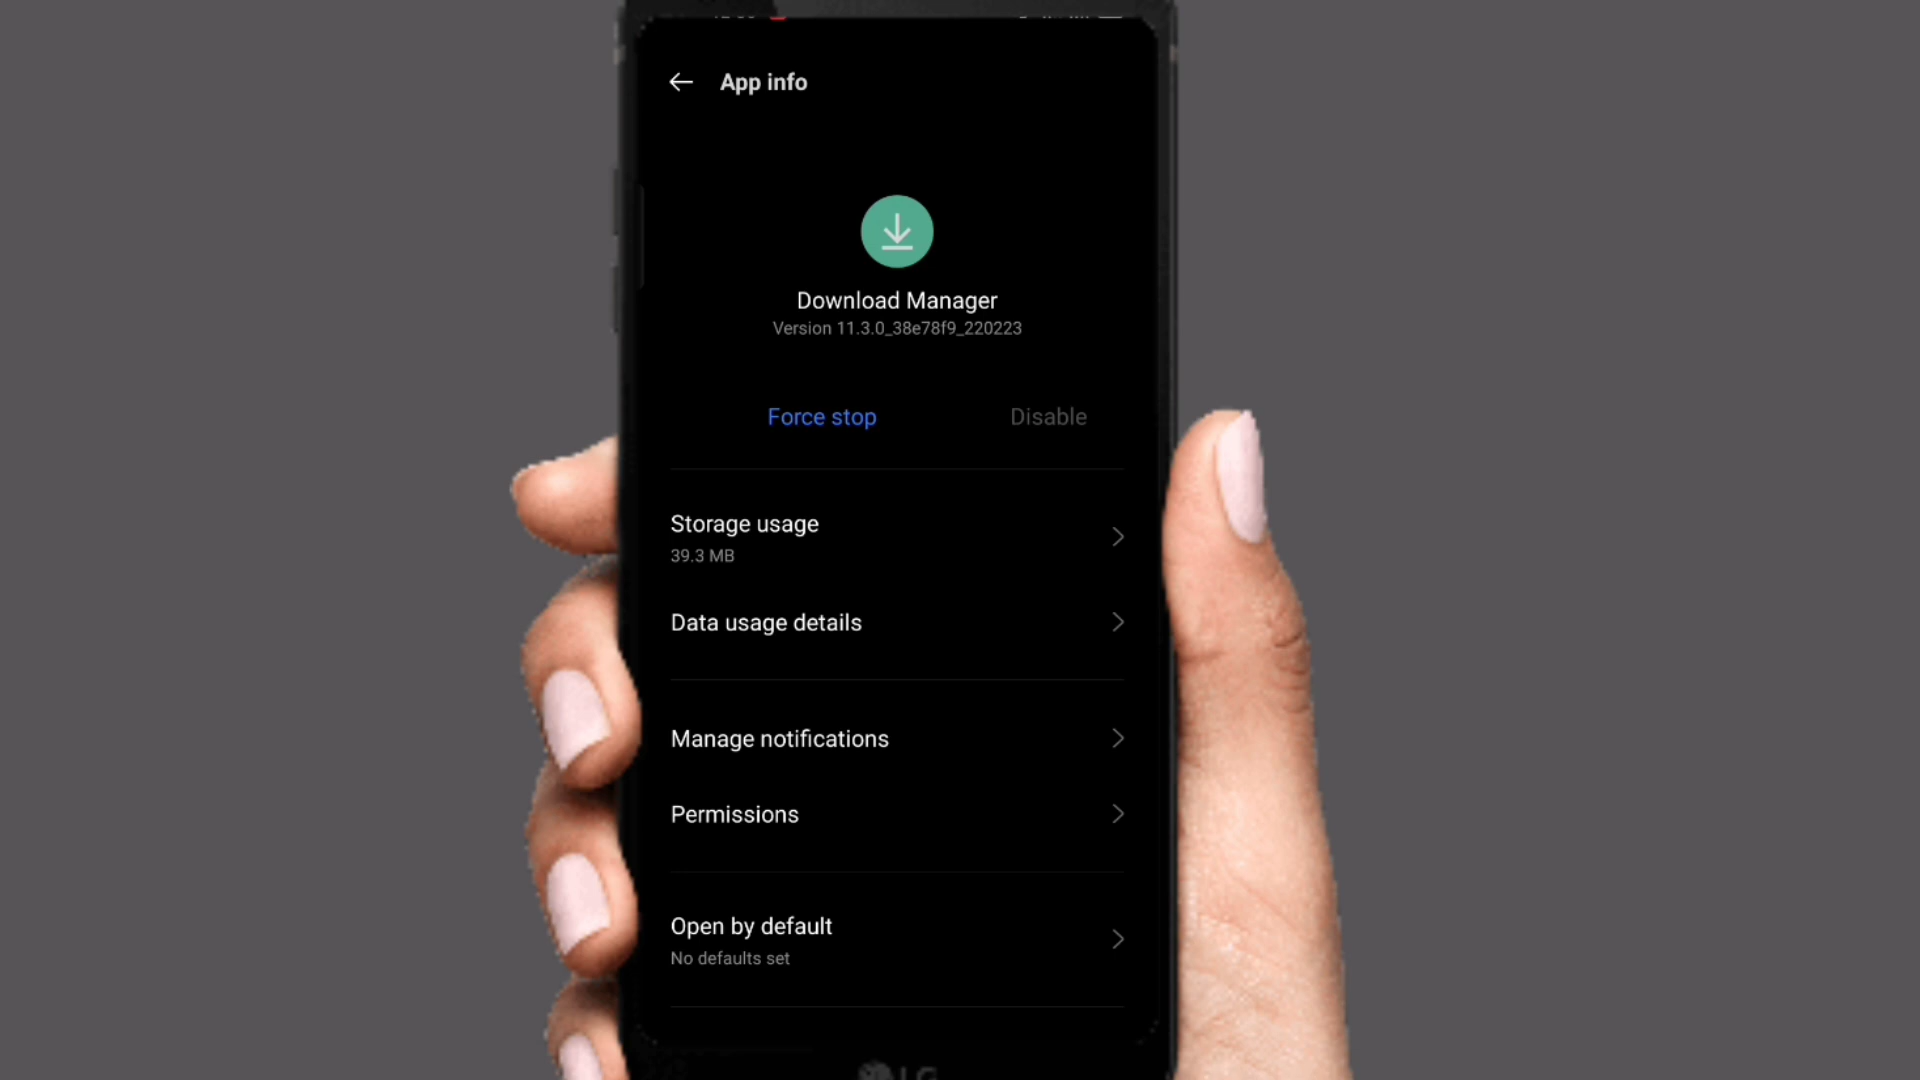 App info
Download Manager
Version 11.3.0_38e78f9_220223
Force stop
Disable
Storage usage
39.3 MB
Data usage details
Manage notifications
Permissions
Open by default
No defaults set
LG